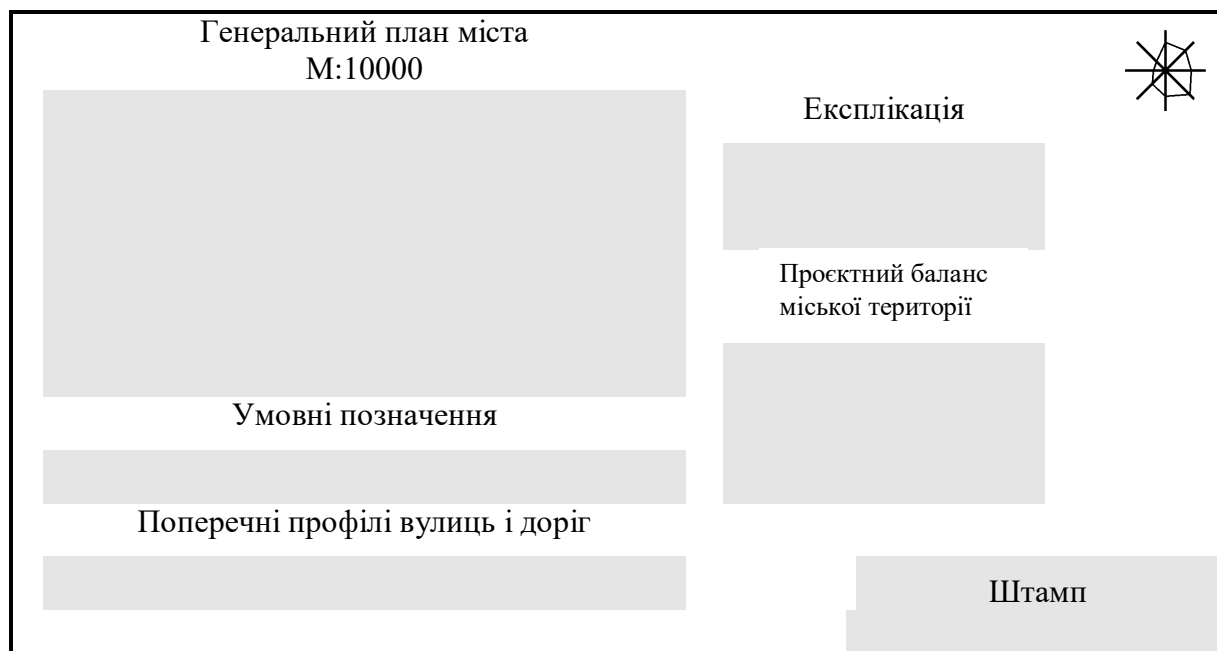 Генеральний план міста
М:10000
Експлікація
Проєктний баланс
міської території
Умовні позначення
Поперечні профілі вулиць і доріг
Штамп